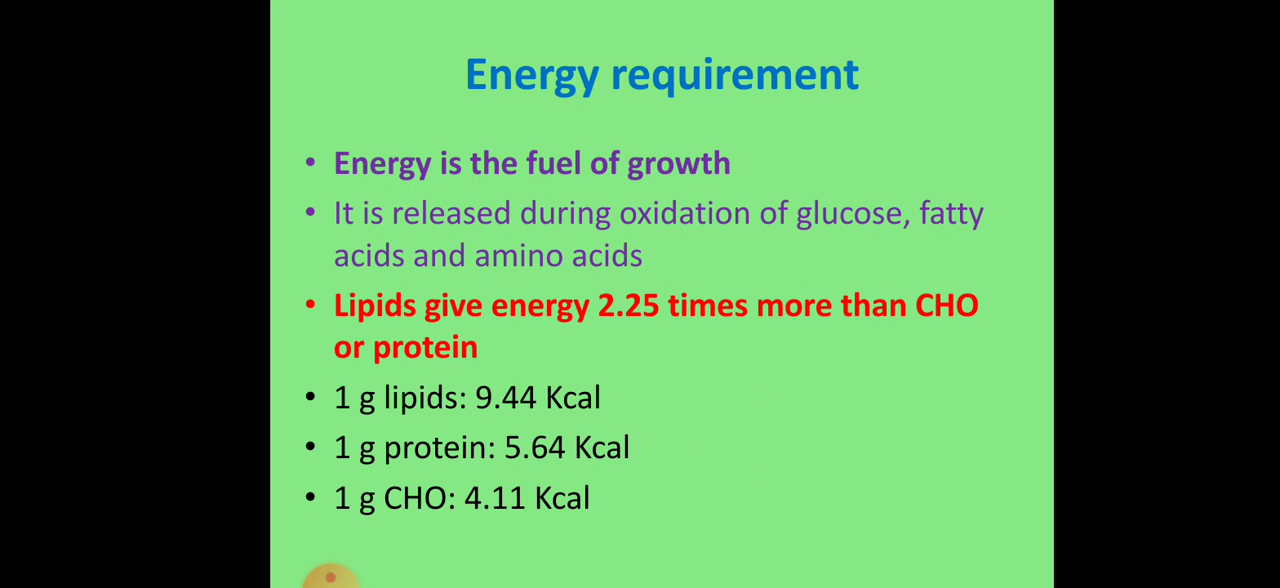 Energy requirement
• Energy is the fuel of growth
• It is released during oxidation of glucose, fatty
acids and amino acids
• Lipids give energy 2.25 times more than CHO
or protein
• 1 g lipids: 9.44 Kcal
• 1 g protein: 5.64 Kcal
• 1 g CHO: 4.11 Kcal